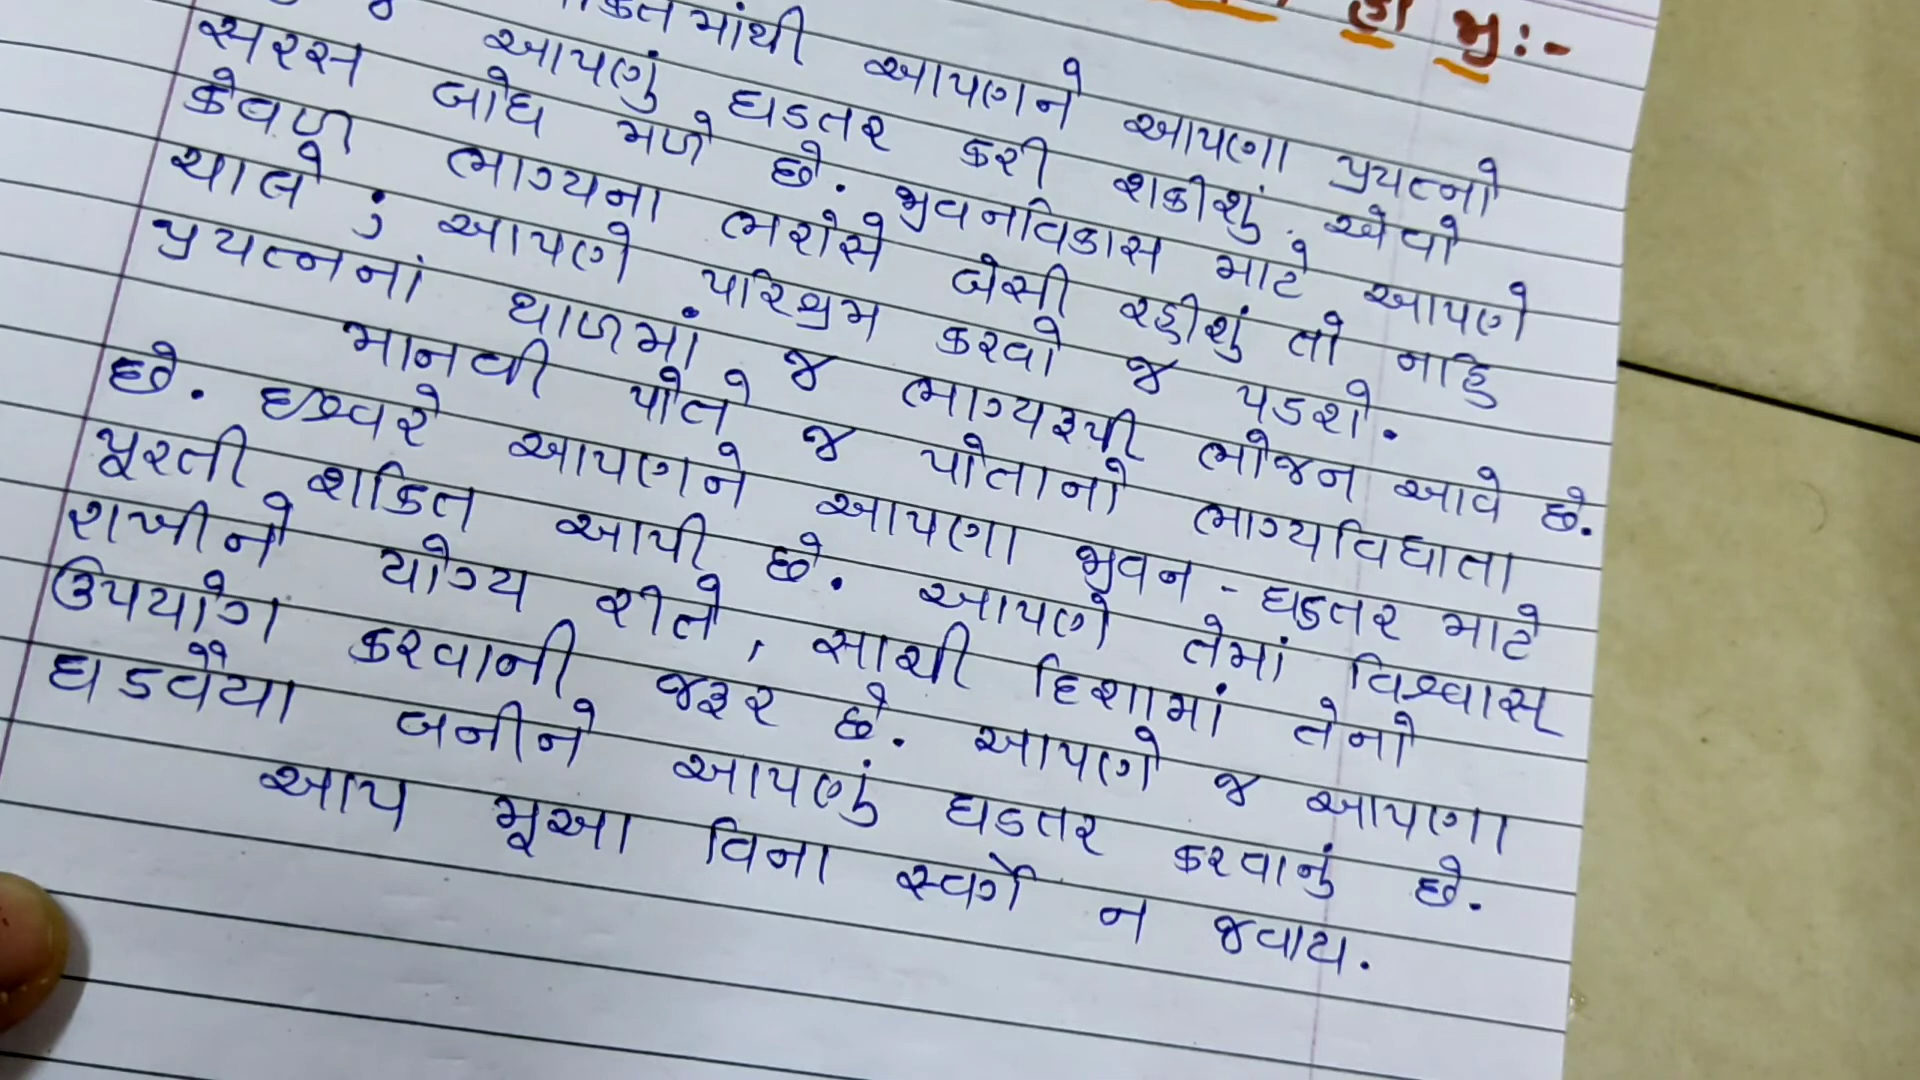 આપણને આપણા પ્રયત્નો
આપણું ઘડતર કરી શકીશું, એવો
સરસ બોધ મળે છે. જીવનવિકાસ માટે આપણે
કેવળ ભાગ્યના ભરોસે બેસી રહીશું તો નહિ
ચાલે ; આપણે પરિશ્રમ કરવો જ પડશે.
પ્રયત્નનાં થાળમાં જ ભાગ્યરૂપી ભોજન આવે છે.
માનવી પોતે જ પોતાનો ભાગ્યવિધાતા
છે. ઈશ્વરે આપણને આપણા જીવન - ઘડતર માટે
પૂરતી શકિત આપી છે. આપણે તેમાં વિશ્વાસ
રાખીને યોગ્ય રીતે, સાચી દિશામાં તેનો
ઉપયોગ કરવાની જરૂર છે. આપણે જ આપણા
ઘડવૈયા બનીને આપણું ઘડતર કરવાનું છે.
આપ મૂઆ વિના સ્વર્ગે ન જવાય.